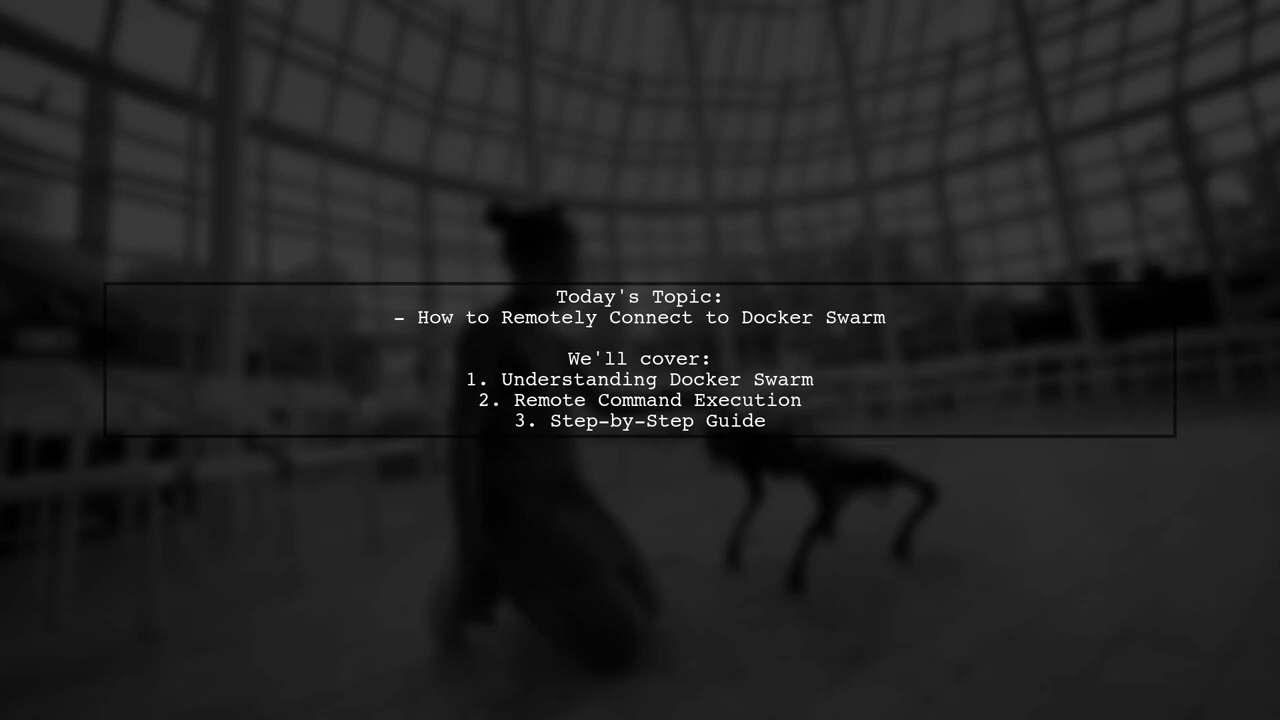 Today's Topic:
- How to Remotely Connect to Docker Swarm
We'll cover:
1. Understanding Docker Swarm
2. Remote Command Execution
3. Step-by-Step Guide